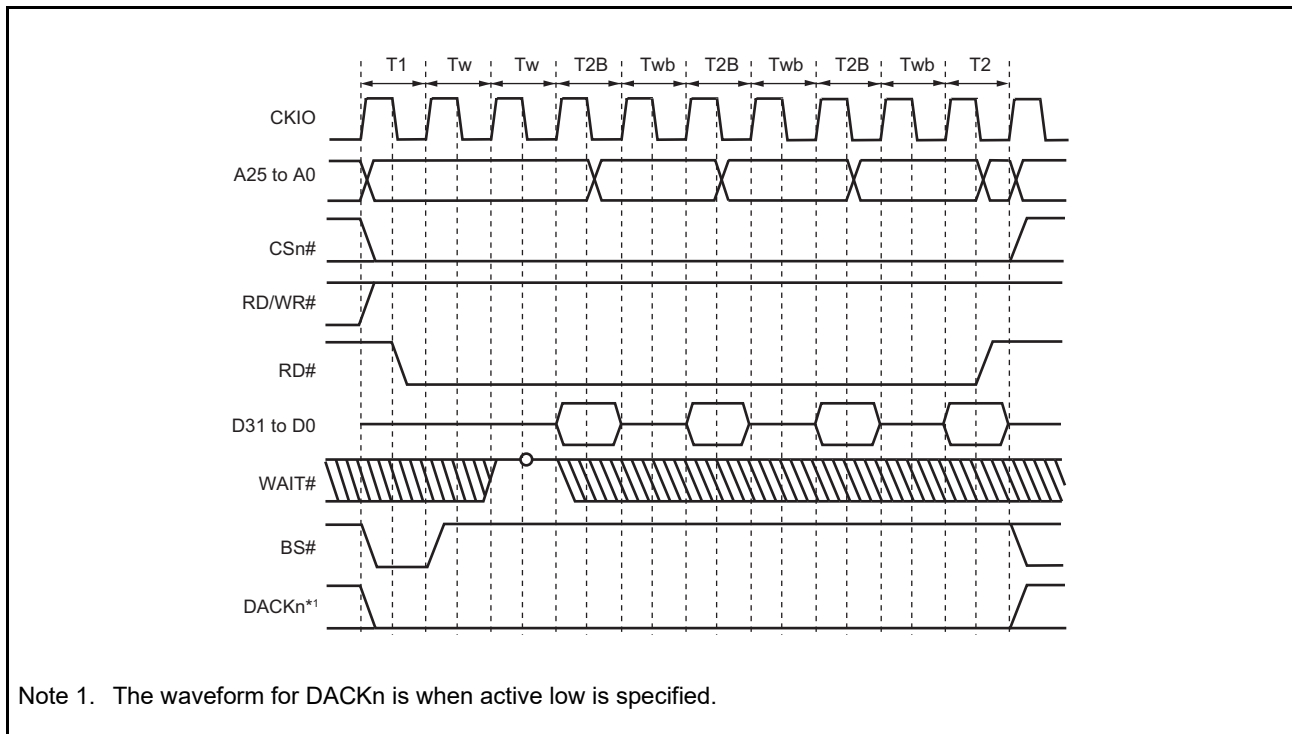 T1 Tw Tw T2B Twb T2B Twb T2B Twb T2
CKIO
A25 to A0
CSn#
RD/WR#
RD#
D31 to D0
WAIT#
BS#
DACKn*1
Note 1. The waveform for DACKn is when active low is specified.